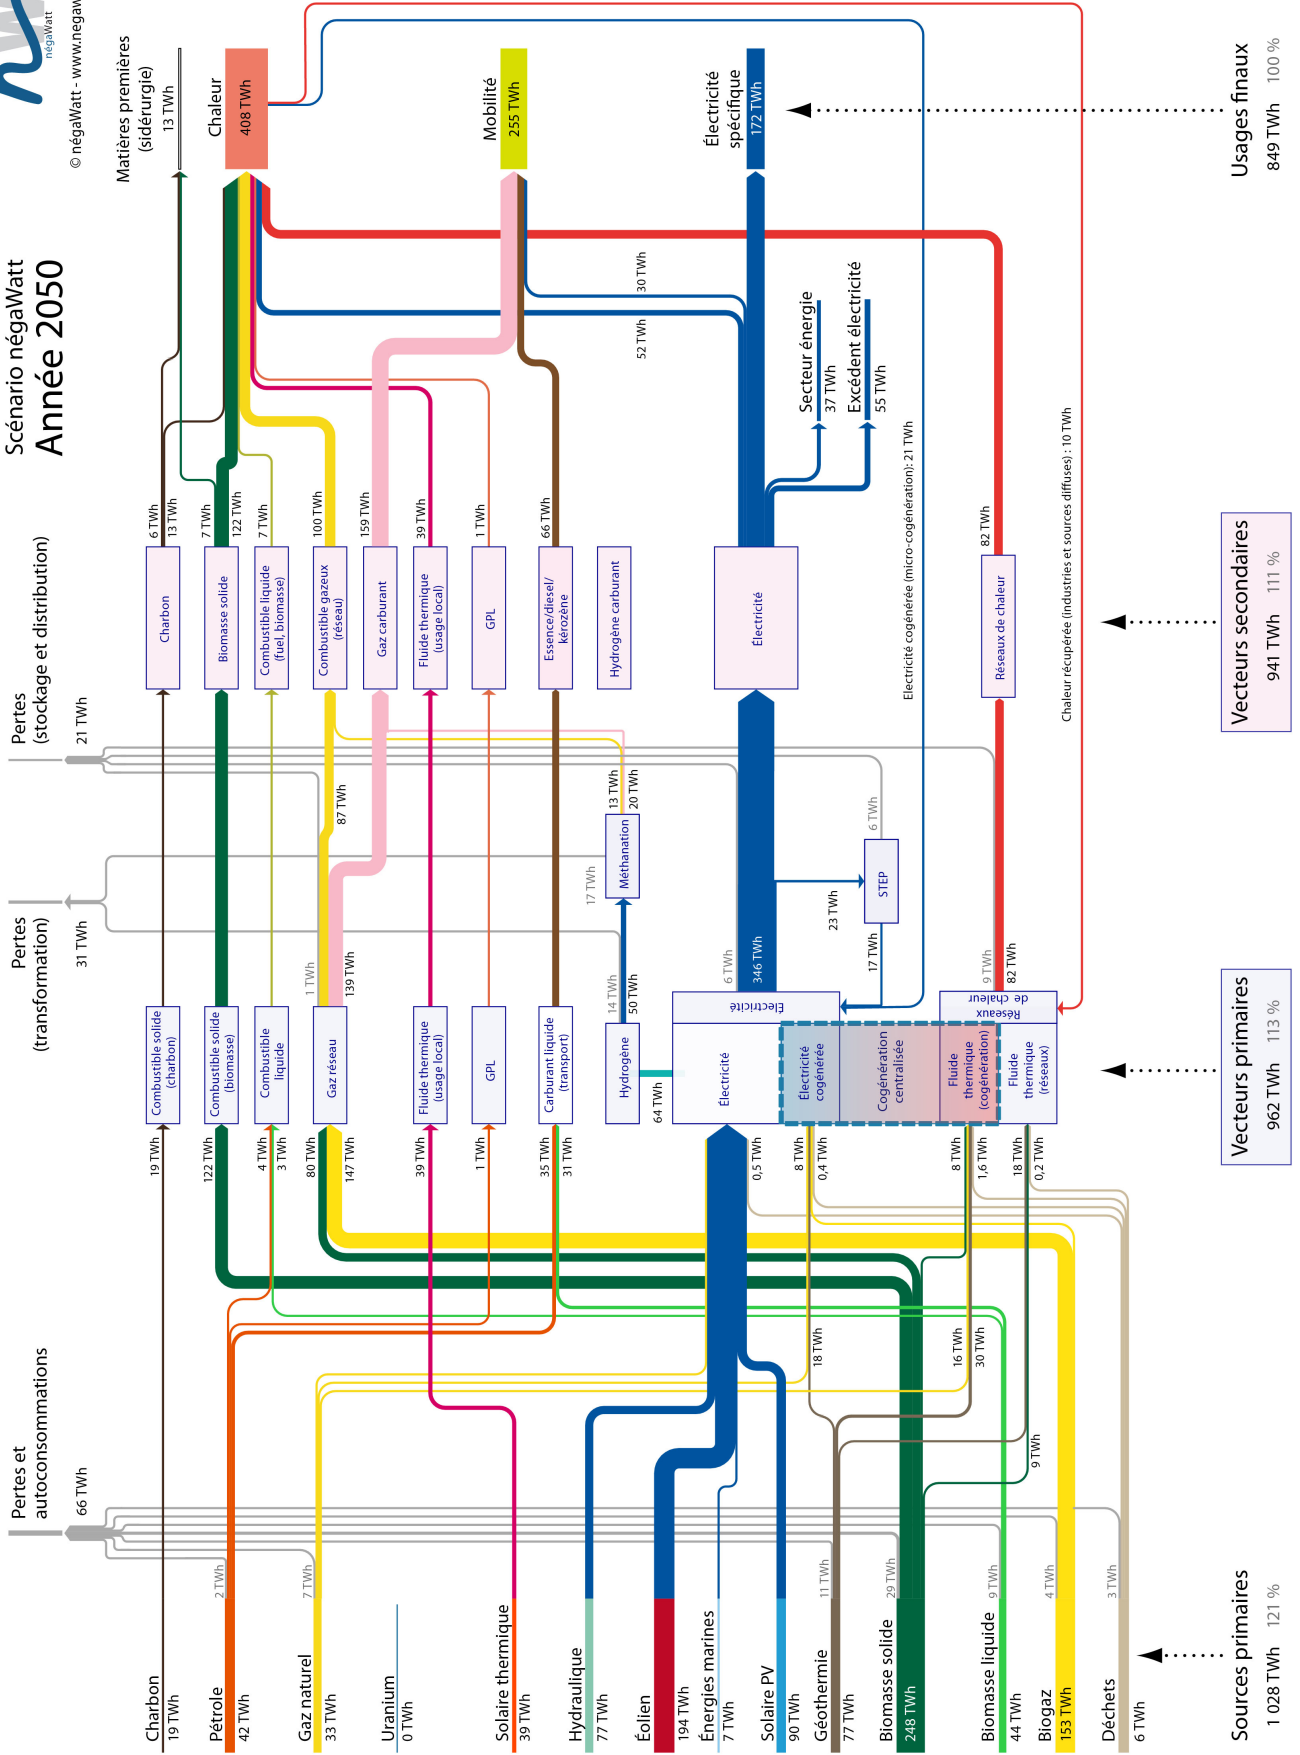 Scénario négaWatt
Année 2050
négaWatt
© négaWatt - www.negaw
Pertes et
autoconsommations
66 TWh
Pertes
(transformation)
31 TWh
Pertes
(stockage et distribution)
21 TWh
Charbon
19 TWh
Pétrole
42 TWh
2 TWh
Gaz naturel
33 TWh
7 TWh
Uranium
0 TWh
Solaire thermique
39 TWh
Hydraulique
77 TWh
Éolien
194 TWh
Énergies marines
7 TWh
Solaire PV
90 TWh
Géothermie
77 TWh
11 TWh
Biomasse solide
248 TWh
29 TWh
Biomasse liquide
44 TWh
9 TWh
Biogaz
153 TWh
4 TWh
Déchets
6 TWh
3 TWh
Sources primaires
1 028 TWh 121 %
19 TWh
122 TWh
4 TWh
3 TWh
80 TWh
147 TWh
39 TWh
1 TWh
35 TWh
31 TWh
64 TWh
0,5 TWh
8 TWh
0,4 TWh
18 TWh
8 TWh
1,6 TWh
16 TWh
30 TWh
18 TWh
0,2 TWh
9 TWh
Combustible solide
(charbon)
Combustible solide
(biomasse)
Combustible
liquide
Gaz réseau
Fluide thermique
(usage local)
GPL
Carburant liquide
(transport)
Hydrogène
Électricité
Électricité
Électricité
cogénérée
Cogénération
centralisée
Fluide
thermique
(cogénération)
Fluide
thermique
(réseaux)
Réseaux
de chaleur
Vecteurs primaires
962 TWh 113 %
1 TWh
139 TWh
87 TWh
14 TWh
50 TWh
17 TWh
Méthanation
13 TWh
20 TWh
6 TWh
346 TWh
23 TWh
17 TWh
STEP
6 TWh
9 TWh
82 TWh
Charbon
Biomasse solide
Combustible liquide
(fuel, biomasse)
Combustible gazeux
(réseau)
Gaz carburant
Fluide thermique
(usage local)
GPL
Essence/diesel/
kérozène
Hydrogène carburant
Électricité
Réseaux de chaleur
Electricité cogénérée (micro-cogénération): 21 TWh
Chaleur récupérée (industries et sources diffuses) : 10 TWh
Vecteurs secondaires
941 TWh 111 %
6 TWh
13 TWh
7 TWh
122 TWh
7 TWh
100 TWh
159 TWh
39 TWh
1 TWh
66 TWh
52 TWh
30 TWh
82 TWh
Secteur énergie
37 TWh
Excédent électricité
55 TWh
Matières premières
(sidérurgie)
13 TWh
Chaleur
408 TWh
Mobilité
255 TWh
Électricité
spécifique
172 TWh
Usages finaux
849 TWh 100 %